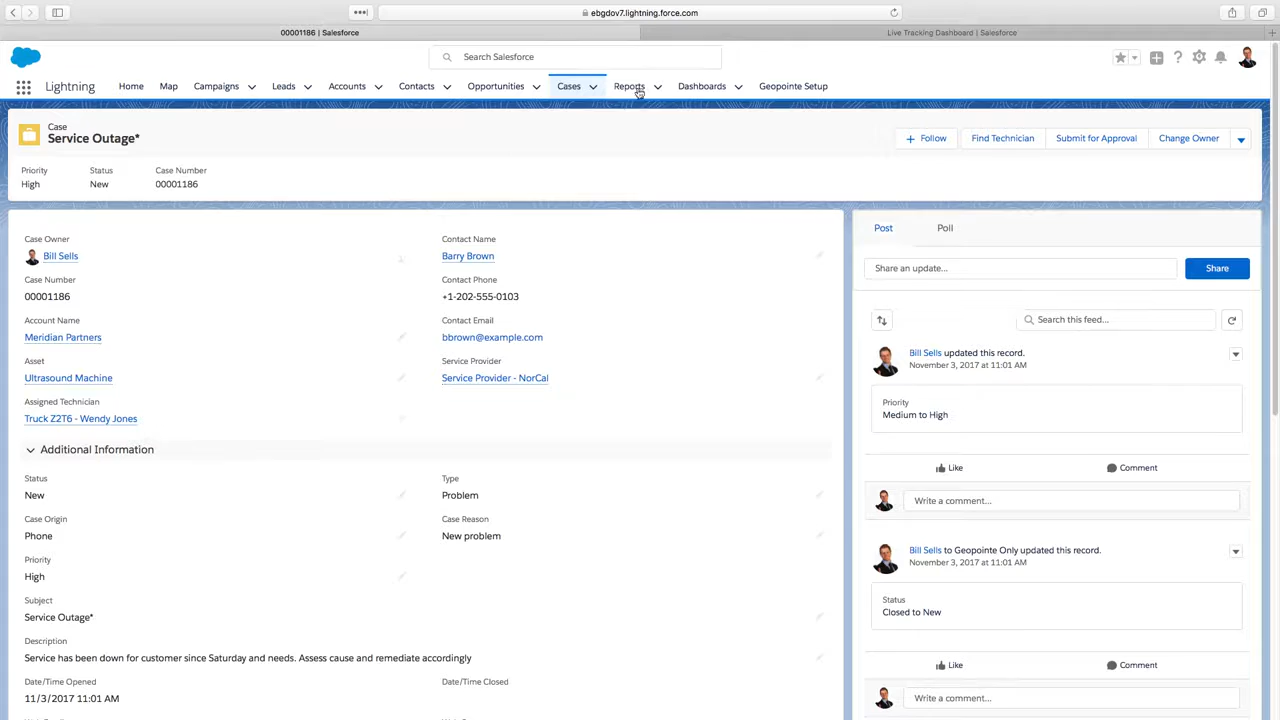 ebgdov7.lightning.force.com
00001186 | Salesforce
Live Tracking Dashboard | Salesforce
Search Salesforce
Lightning
Home
Map
Campaigns
Leads
Accounts
Contacts
Opportunities
Cases
Reports
Dashboards
Geopointe Setup
Case
Service Outage*
+ Follow
Find Technician
Submit for Approval
Change Owner
Priority
High
Status
New
Case Number
00001186
Case Owner
Bill Sells
Case Number
00001186
Account Name
Meridian Partners
Asset
Ultrasound Machine
Assigned Technician
Truck Z2T6 - Wendy Jones
Contact Name
Barry Brown
Contact Phone
+1-202-555-0103
Contact Email
bbrown@example.com
Service Provider
Service Provider - NorCal
Additional Information
Status
New
Type
Problem
Case Origin
Phone
Case Reason
New problem
Priority
High
Subject
Service Outage*
Description
Service has been down for customer since Saturday and needs. Assess cause and remediate accordingly
Date/Time Opened
11/3/2017 11:01 AM
Date/Time Closed
Post
Poll
Share an update...
Share
Search this feed...
Bill Sells updated this record.
November 3, 2017 at 11:01 AM
Priority
Medium to High
Like
Comment
Write a comment...
Bill Sells to Geopointe Only updated this record.
November 3, 2017 at 11:01 AM
Status
Closed to New
Like
Comment
Write a comment...